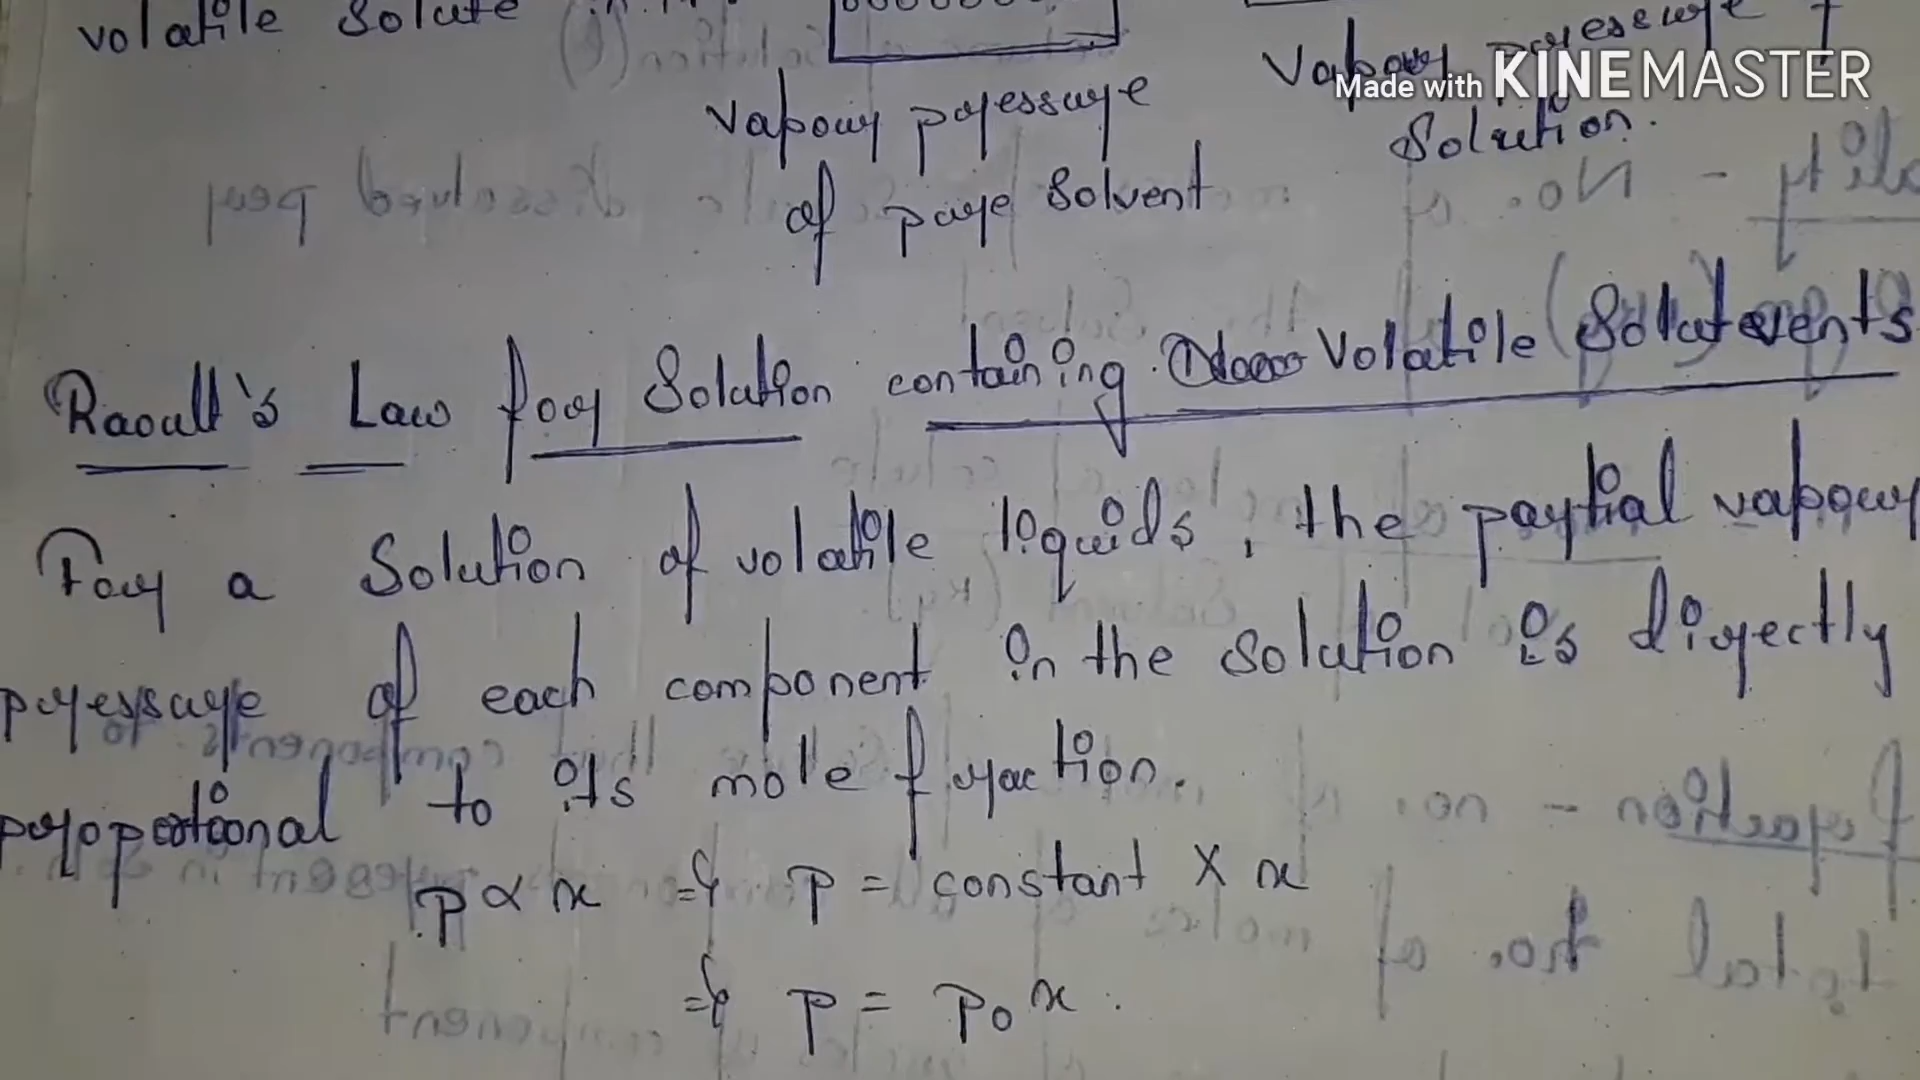 volatile solute
Vapour pressure
of pure solvent
Vapour pressure of
Solution.
Made with KINEMASTER
Raoult's Law for Solution containing Volatile
For a Solution of volatile liquids, the partial vapour
pressure of each component in the solution is directly
proportional to its mole fraction.
p ∝ x ⇒ p = constant × x
⇒ p = p₀ x.